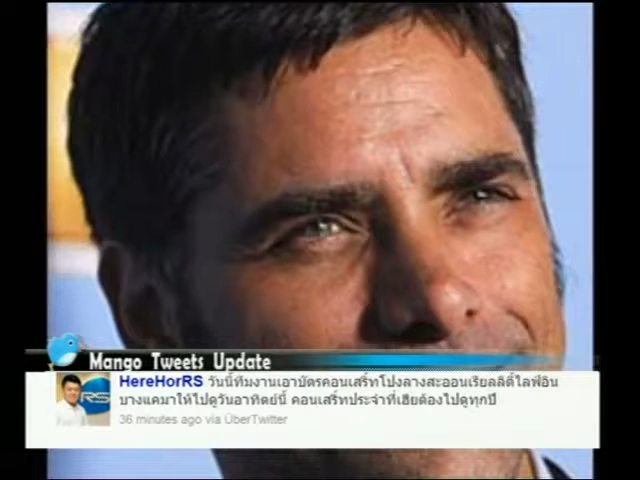 Mango Tweets Update
HereHorRS วันนี้ทีมงานเอาบัตรคอนเสิร์ทโปงลางสะออนเรียลลิตี้ไลฟ์อิน
บางแคมาให้ไปดูวันอาทิตย์นี้ คอนเสิร์ทประจำที่เฮียต้องไปดูทุกปี
36 minutes ago via ÜberTwitter
RS